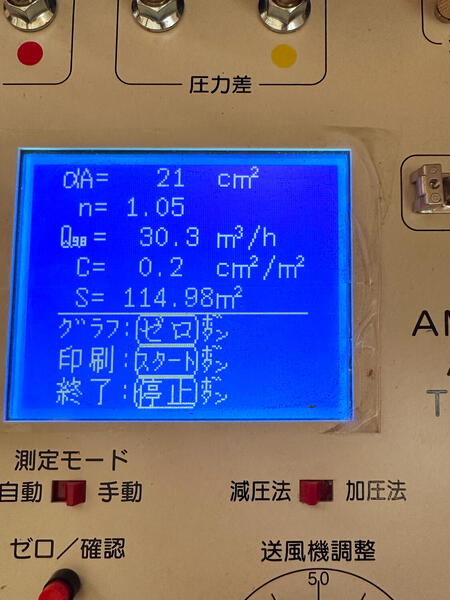 圧力差
αA= 21 cm²
n= 1.05
Q₉.₈= 30.3 m³/h
C= 0.2 cm²/m²
S= 114.98m²
グラフ:ゼロボタン
印刷:スタートボタン
終了:停止ボタン
AM
A
T
測定モード
自動 手動
減圧法 加圧法
ゼロ/確認
送風機調整
5.0